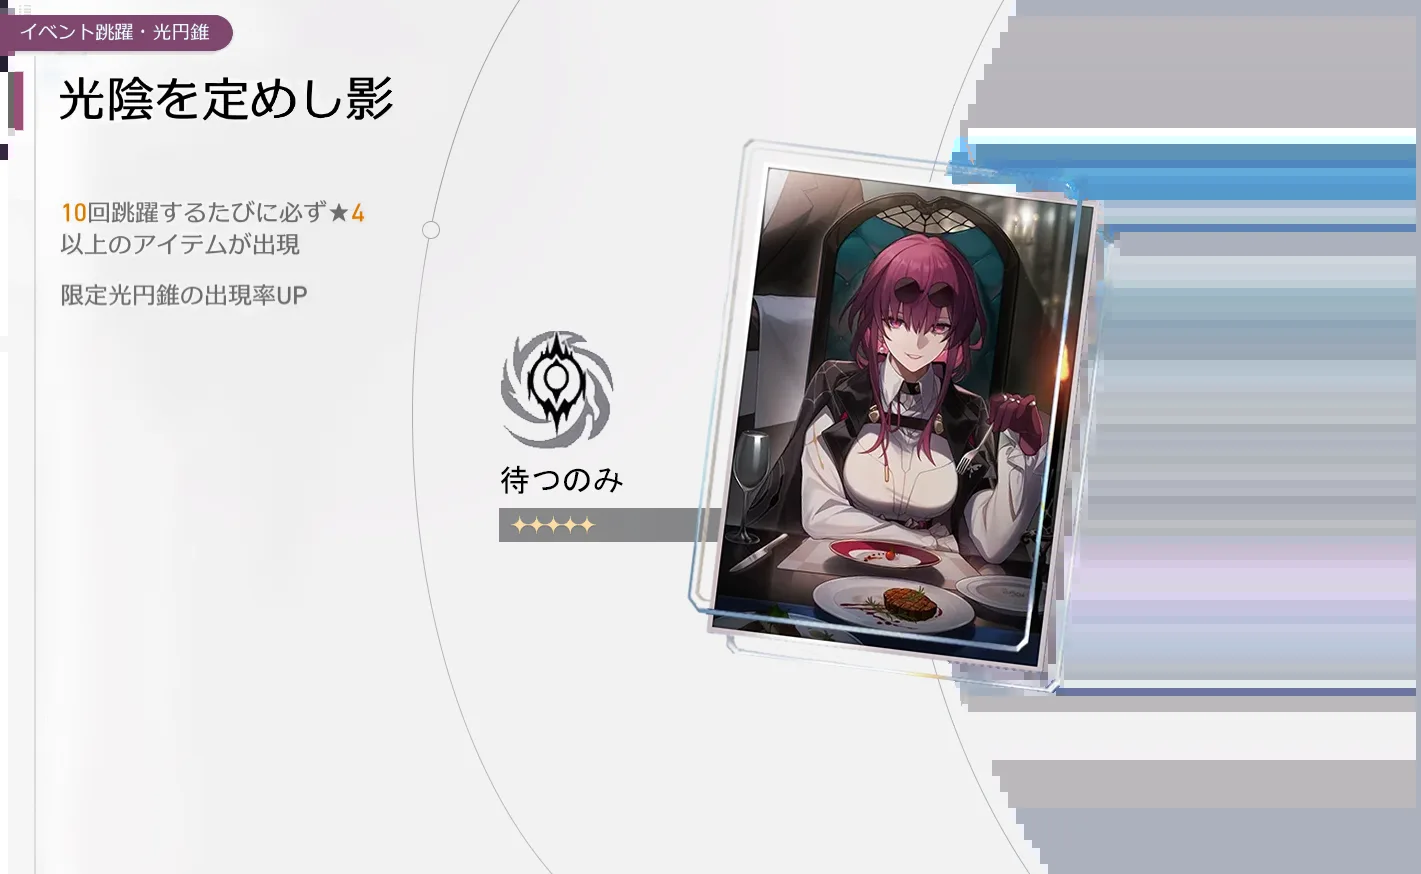 イベント跳躍・光円錐
光陰を定めし影
10回跳躍するたびに必ず★4
以上のアイテムが出現
限定光円錐の出現率UP
待つのみ